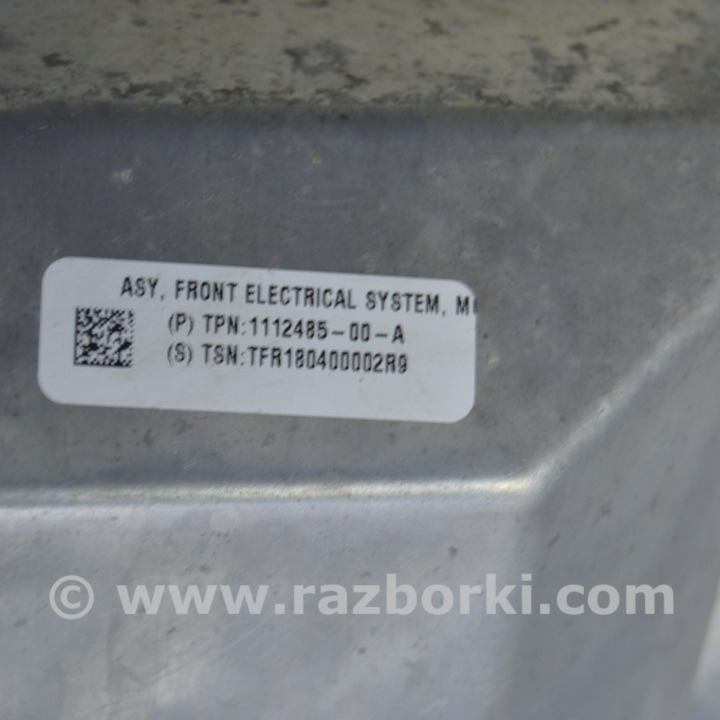 ASY, FRONT ELECTRICAL SYSTEM,
(P) TPN:1112485-00-A
(S) TSN:TFR180400002R9
© www.razborki.com